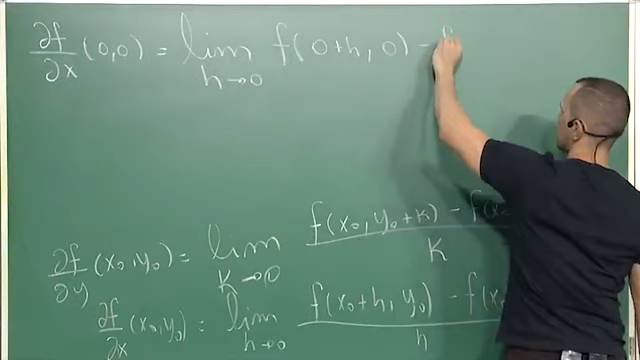 ∂f/∂x (0,0) = lim h→0 f(0+h, 0) - f
∂f/∂y (x₀,y₀) = lim K→0 f(x₀, y₀+K) - f(x₀ / K
∂f/∂x (x₀,y₀) = lim h→0 f(x₀+h, y₀) - f(x₀ / h